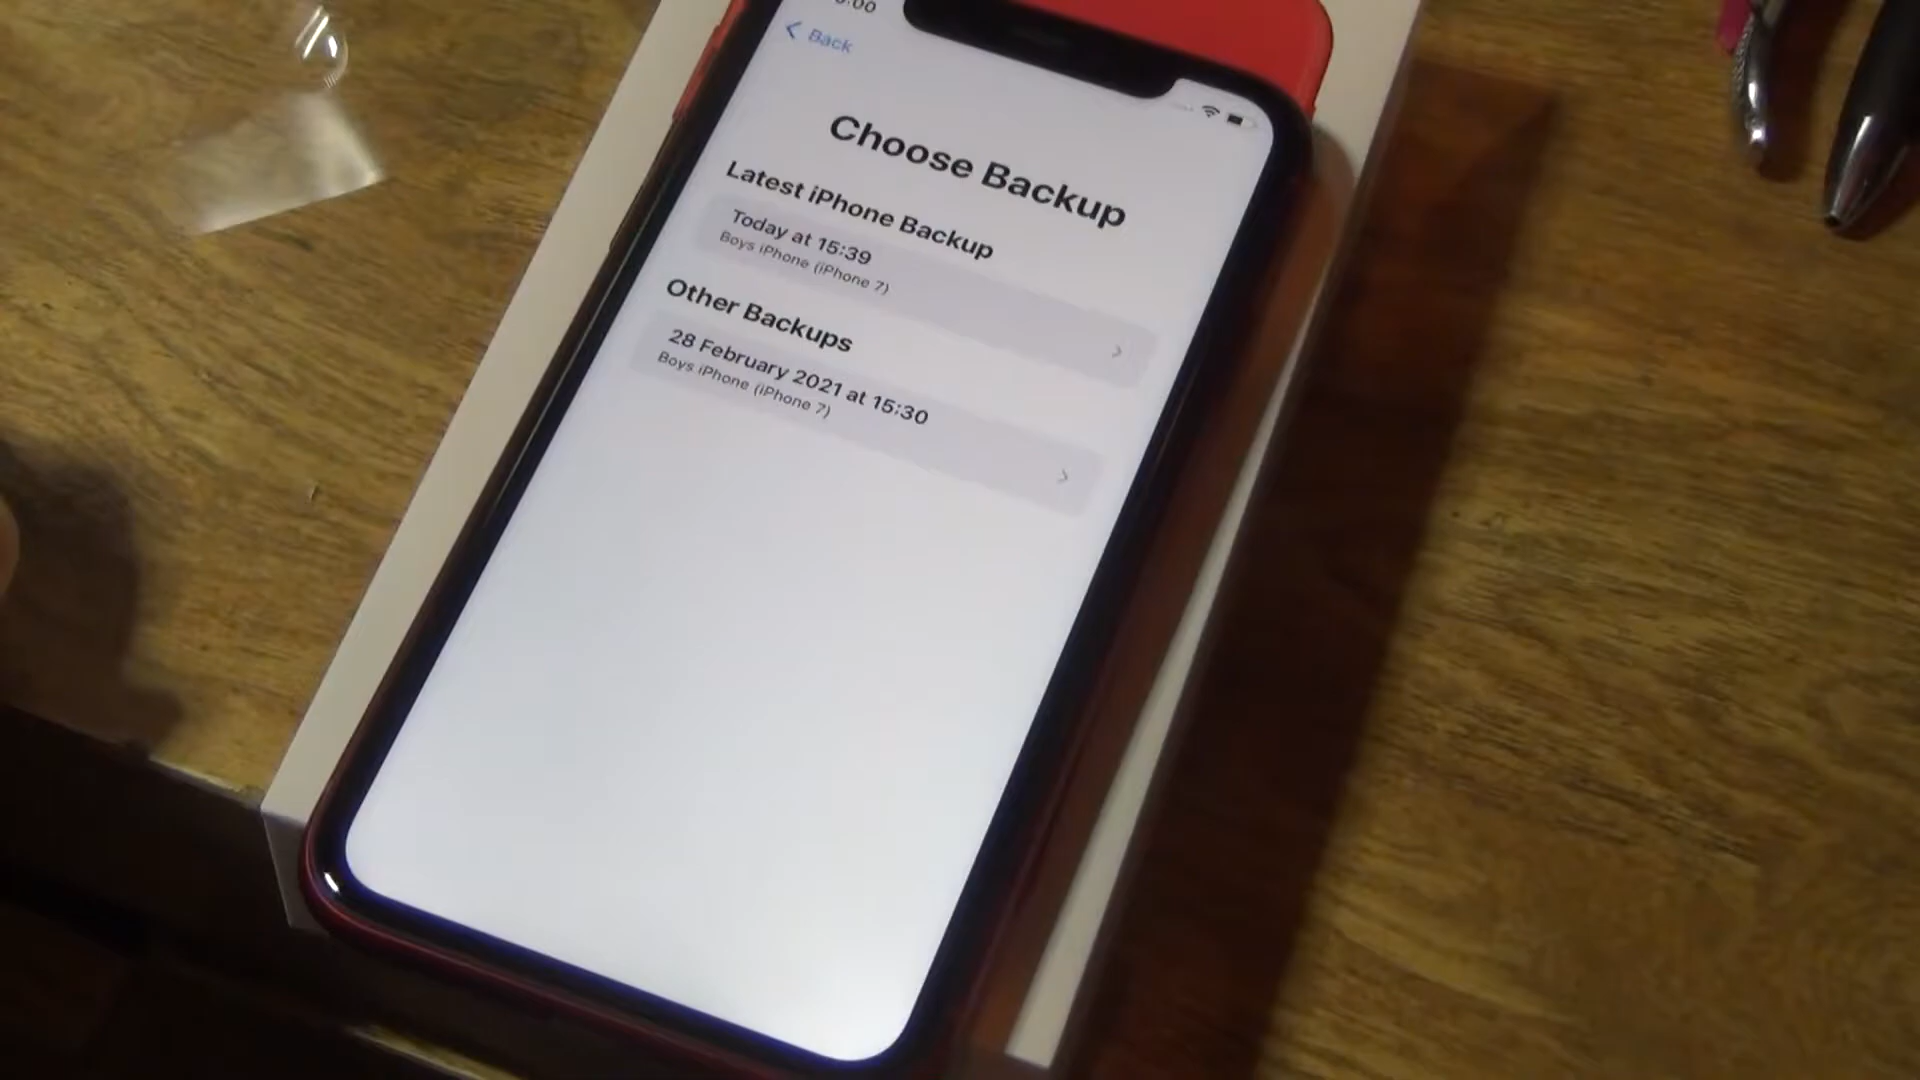 Back
Choose Backup
Latest iPhone Backup
Today at 15:39
Boys iPhone (iPhone 7)
Other Backups
28 February 2021 at 15:30
Boys iPhone (iPhone 7)